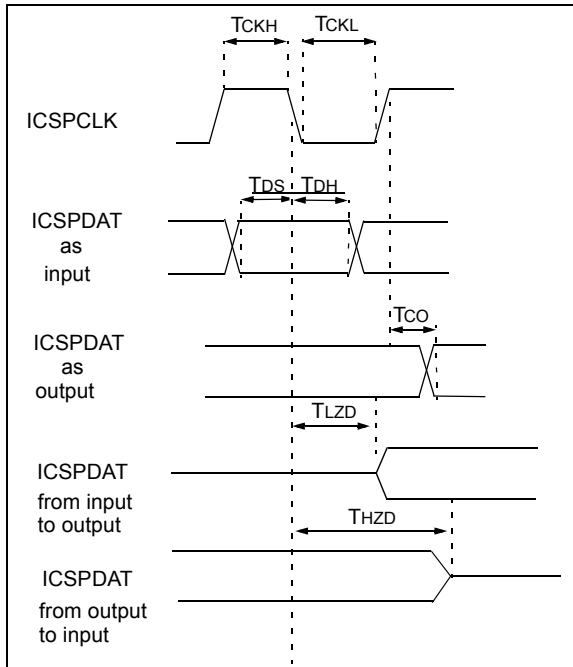 TCKH
TCKL
ICSPCLK
TDS
TDH
ICSPDAT
as
input
TCO
ICSPDAT
as
output
TLZD
ICSPDAT
from input
to output
THZD
ICSPDAT
from output
to input